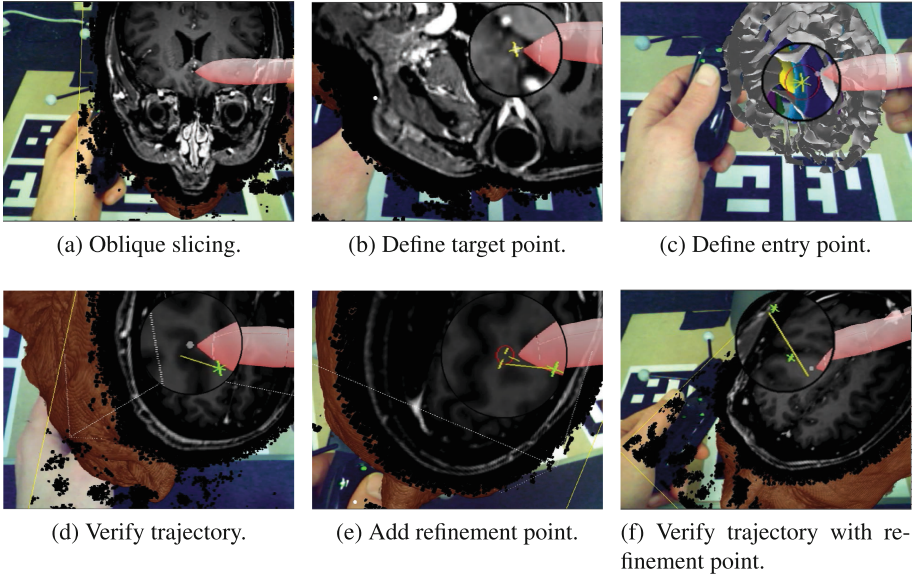 (a) Oblique slicing.
(b) Define target point.
(c) Define entry point.
(d) Verify trajectory.
(e) Add refinement point.
(f) Verify trajectory with re-
finement point.